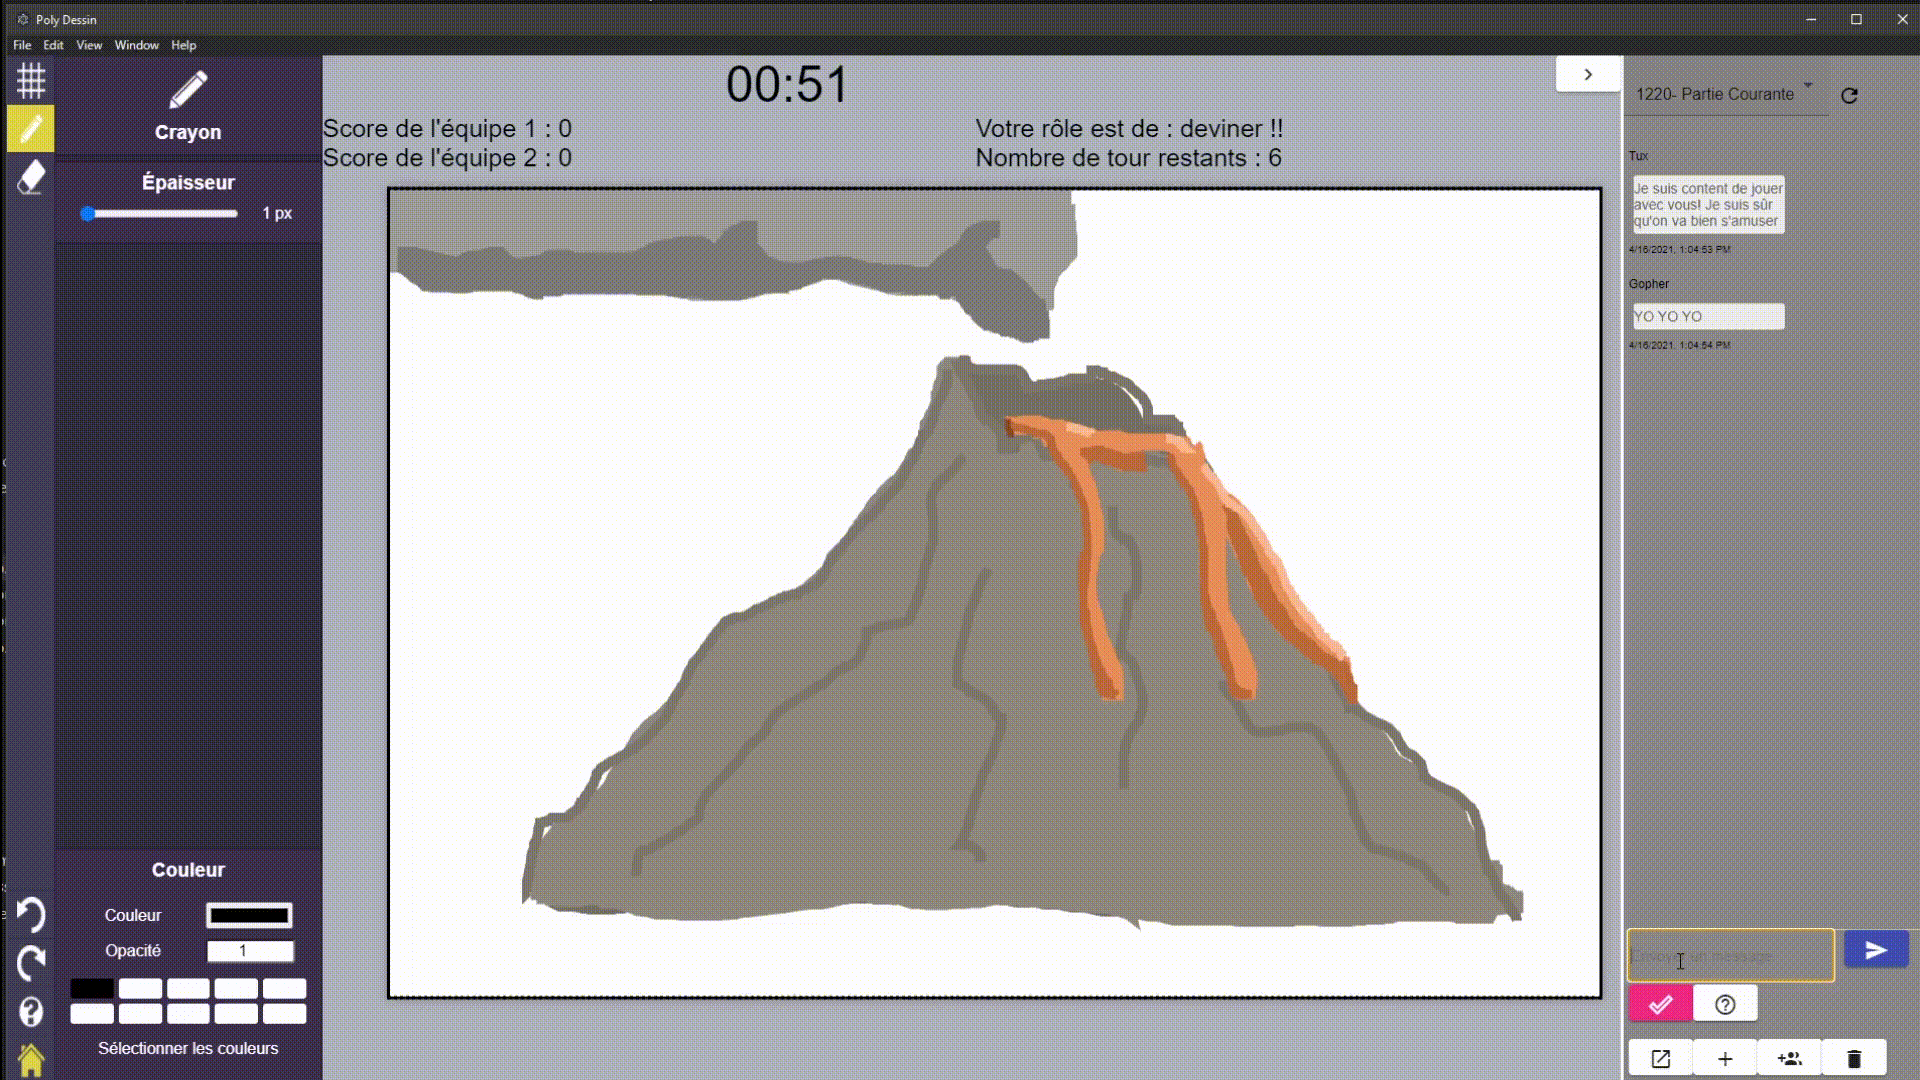 Poly Dessin
File Edit View Window Help
Crayon
Épaisseur
1 px
Couleur
Couleur
Opacité 1
Sélectionner les couleurs
00:51
Score de l'équipe 1 : 0
Score de l'équipe 2 : 0
Votre rôle est de : deviner !!
Nombre de tour restants : 6
1220- Partie Courante
Tux
Je suis content de jouer
avec vous! Je suis sûr
qu'on va bien s'amuser
4/16/2021, 1:04:53 PM
Gopher
YO YO YO
4/16/2021, 1:04:54 PM
Envoyer un message